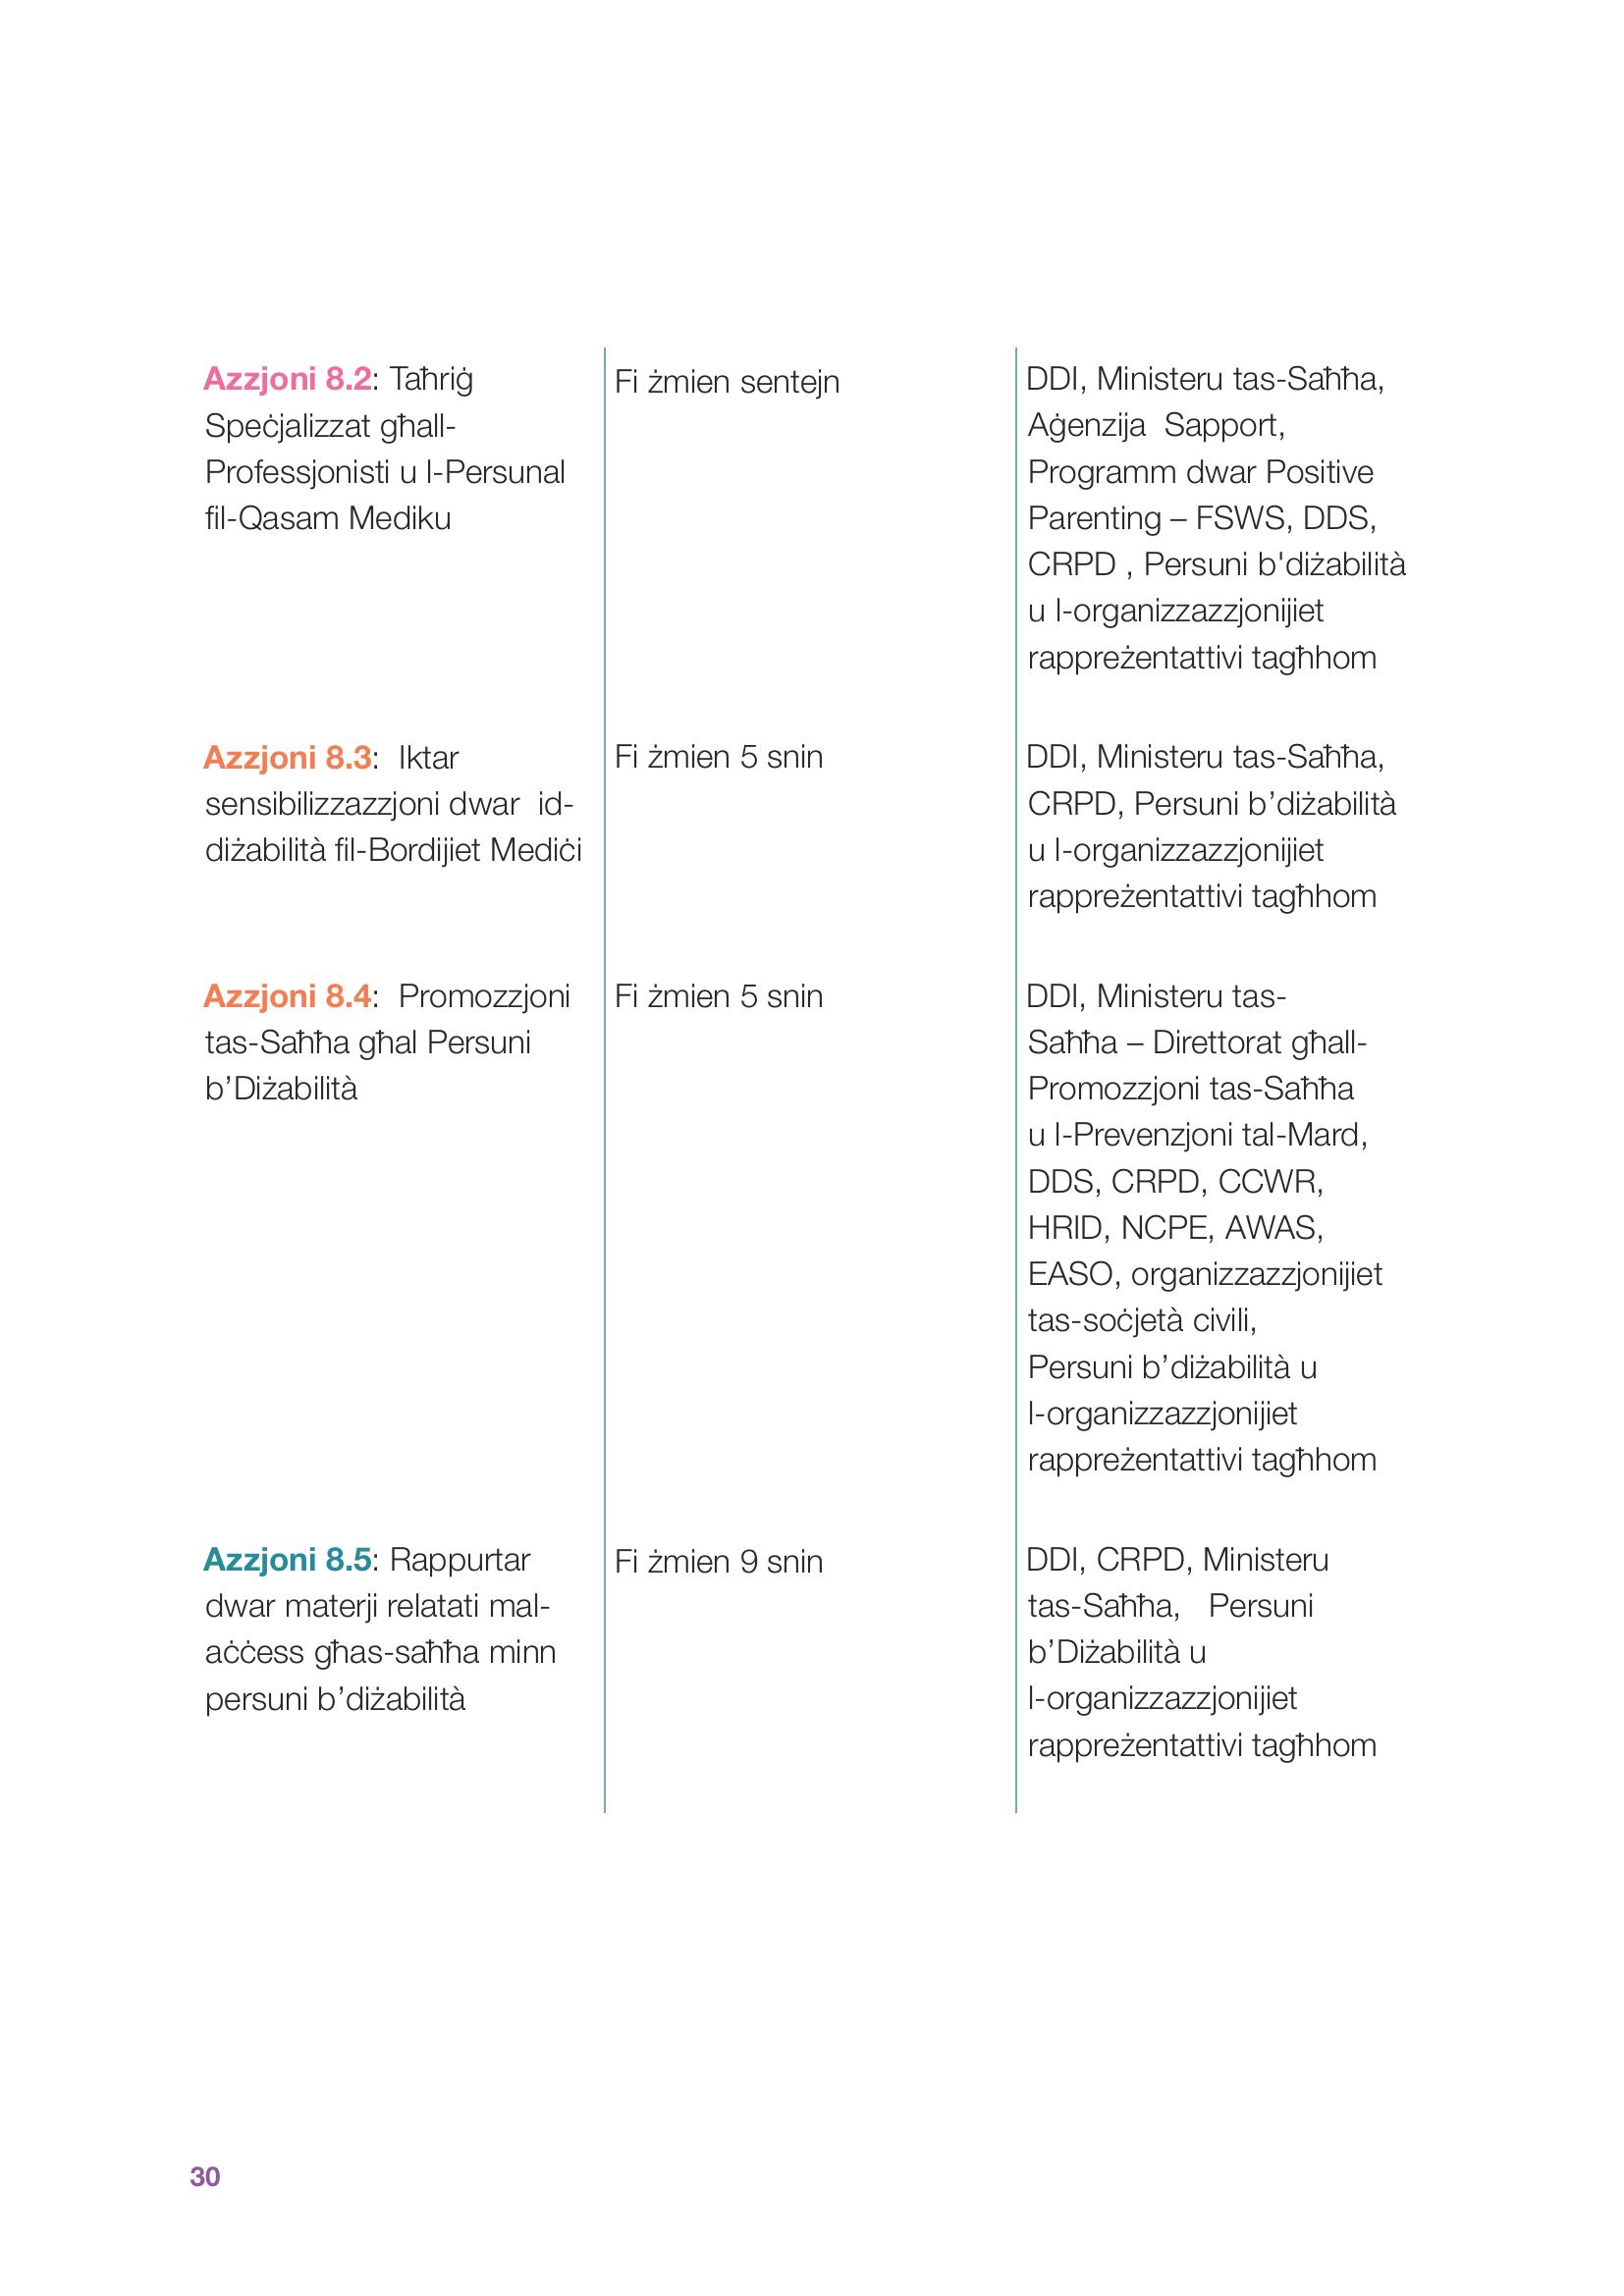 Azzjoni 8.2: Taħriġ
Speċjalizzat għall-
Professjonisti u l-Persunal
fil-Qasam Mediku
Fi żmien sentejn
DDI, Ministeru tas-Saħħa,
Aġenzija  Sapport,
Programm dwar Positive
Parenting – FSWS, DDS,
CRPD , Persuni b'diżabilità
u l-organizzazzjonijiet
rappreżentattivi tagħhom
Azzjoni 8.3:  Iktar
sensibilizzazzjoni dwar  id-
diżabilità fil-Bordijiet Mediċi
Fi żmien 5 snin
DDI, Ministeru tas-Saħħa,
CRPD, Persuni b’diżabilità
u l-organizzazzjonijiet
rappreżentattivi tagħhom
Azzjoni 8.4:  Promozzjoni
tas-Saħħa għal Persuni
b’Diżabilità
Fi żmien 5 snin
DDI, Ministeru tas-
Saħħa – Direttorat għall-
Promozzjoni tas-Saħħa
u l-Prevenzjoni tal-Mard,
DDS, CRPD, CCWR,
HRID, NCPE, AWAS,
EASO, organizzazzjonijiet
tas-soċjetà civili,
Persuni b’diżabilità u
l-organizzazzjonijiet
rappreżentattivi tagħhom
Azzjoni 8.5: Rappurtar
dwar materji relatati mal-
aċċess għas-saħħa minn
persuni b’diżabilità
Fi żmien 9 snin
DDI, CRPD, Ministeru
tas-Saħħa,   Persuni
b’Diżabilità u
l-organizzazzjonijiet
rappreżentattivi tagħhom
30